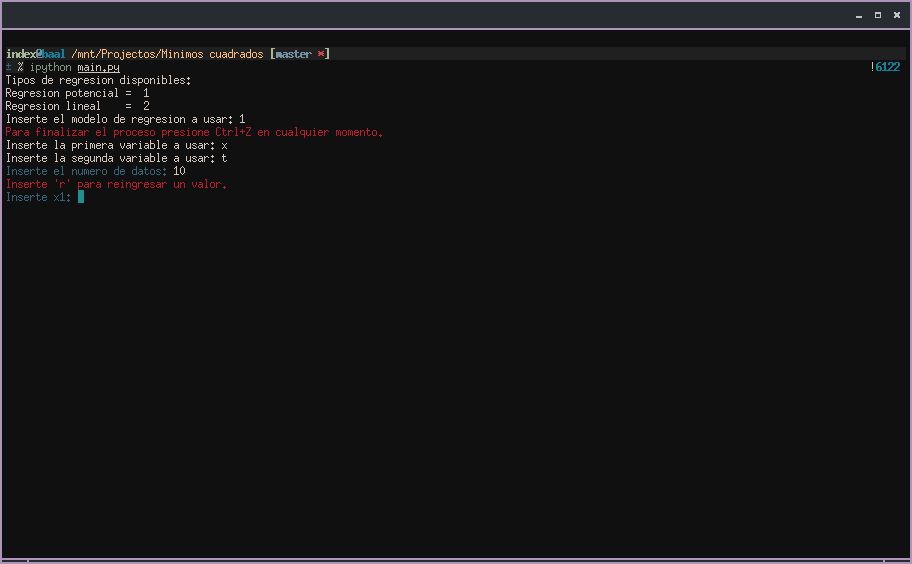 index@baal /mnt/Projectos/Minimos cuadrados [master *]
± % ipython main.py !6122
Tipos de regresion disponibles:
Regresion potencial = 1
Regresion lineal = 2
Inserte el modelo de regresion a usar: 1
Para finalizar el proceso presione Ctrl+Z en cualquier momento.
Inserte la primera variable a usar: x
Inserte la segunda variable a usar: t
Inserte el numero de datos: 10
Inserte 'r' para reingresar un valor.
Inserte x1: